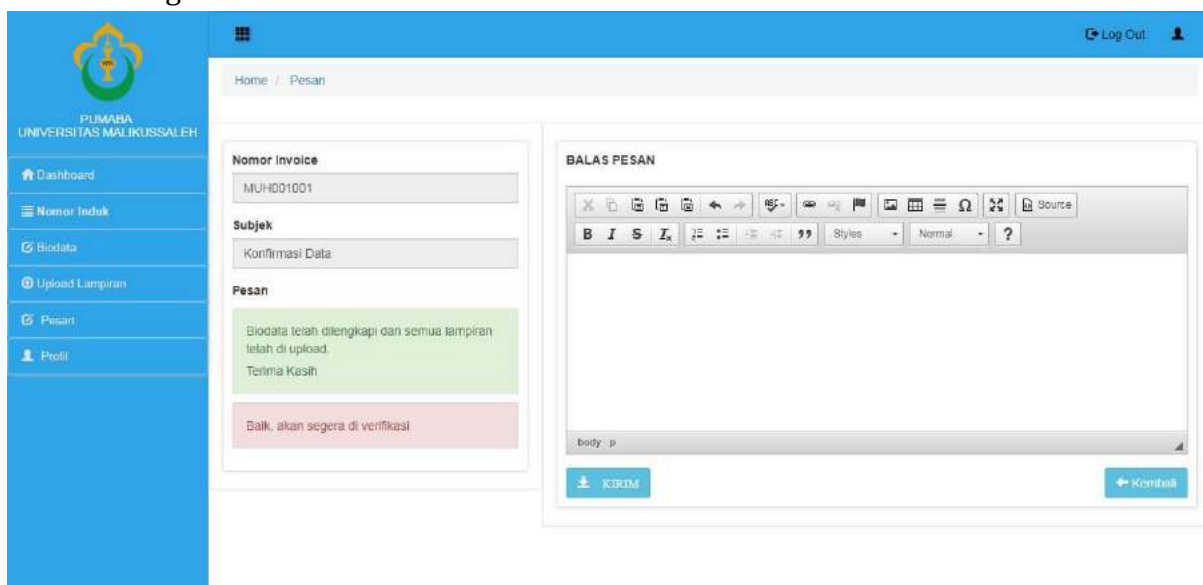 Log Out
PUMABA
UNIVERSITAS MALIKUSSALEH
Dashboard
Nomor Induk
Biodata
Upload Lampiran
Pesan
Profil
Home / Pesan
Nomor Invoice
MUH001001
Subjek
Konfirmasi Data
Pesan
Biodata telah dilengkapi dan semua lampiran
telah di upload.
Terima Kasih
Baik, akan segera di verifikasi
BALAS PESAN
Source
B I S Ix Styles Normal ?
body p
KIRIM
Kembali